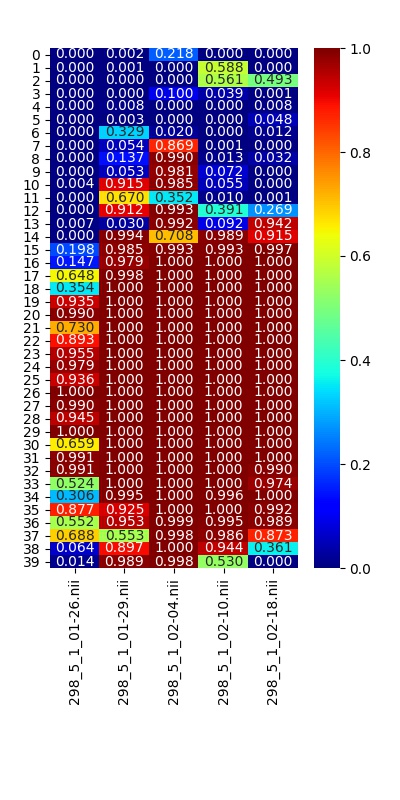 0 0.000 0.002 0.218 0.000 0.000
1 0.000 0.001 0.000 0.588 0.000
2 0.000 0.000 0.000 0.561 0.493
3 0.000 0.000 0.100 0.039 0.001
4 0.000 0.008 0.000 0.000 0.008
5 0.000 0.003 0.000 0.000 0.048
6 0.000 0.329 0.020 0.000 0.012
7 0.000 0.054 0.869 0.001 0.000
8 0.000 0.137 0.990 0.013 0.032
9 0.000 0.053 0.981 0.072 0.000
10 0.004 0.915 0.985 0.055 0.000
11 0.000 0.670 0.352 0.010 0.001
12 0.000 0.912 0.993 0.391 0.269
13 0.007 0.030 0.992 0.092 0.942
14 0.000 0.994 0.708 0.989 0.915
15 0.198 0.985 0.993 0.993 0.997
16 0.147 0.979 1.000 1.000 1.000
17 0.648 0.998 1.000 1.000 1.000
18 0.354 1.000 1.000 1.000 1.000
19 0.935 1.000 1.000 1.000 1.000
20 0.990 1.000 1.000 1.000 1.000
21 0.730 1.000 1.000 1.000 1.000
22 0.893 1.000 1.000 1.000 1.000
23 0.955 1.000 1.000 1.000 1.000
24 0.979 1.000 1.000 1.000 1.000
25 0.936 1.000 1.000 1.000 1.000
26 1.000 1.000 1.000 1.000 1.000
27 0.990 1.000 1.000 1.000 1.000
28 0.945 1.000 1.000 1.000 1.000
29 1.000 1.000 1.000 1.000 1.000
30 0.659 1.000 1.000 1.000 1.000
31 0.991 1.000 1.000 1.000 1.000
32 0.991 1.000 1.000 1.000 0.990
33 0.524 1.000 1.000 1.000 0.974
34 0.306 0.995 1.000 0.996 1.000
35 0.877 0.925 1.000 1.000 0.992
36 0.552 0.953 0.999 0.995 0.989
37 0.688 0.553 0.998 0.986 0.873
38 0.064 0.897 1.000 0.944 0.361
39 0.014 0.989 0.998 0.530 0.000
298_5_1_01-26.nii
298_5_1_01-29.nii
298_5_1_02-04.nii
298_5_1_02-10.nii
298_5_1_02-18.nii
1.0
0.8
0.6
0.4
0.2
0.0